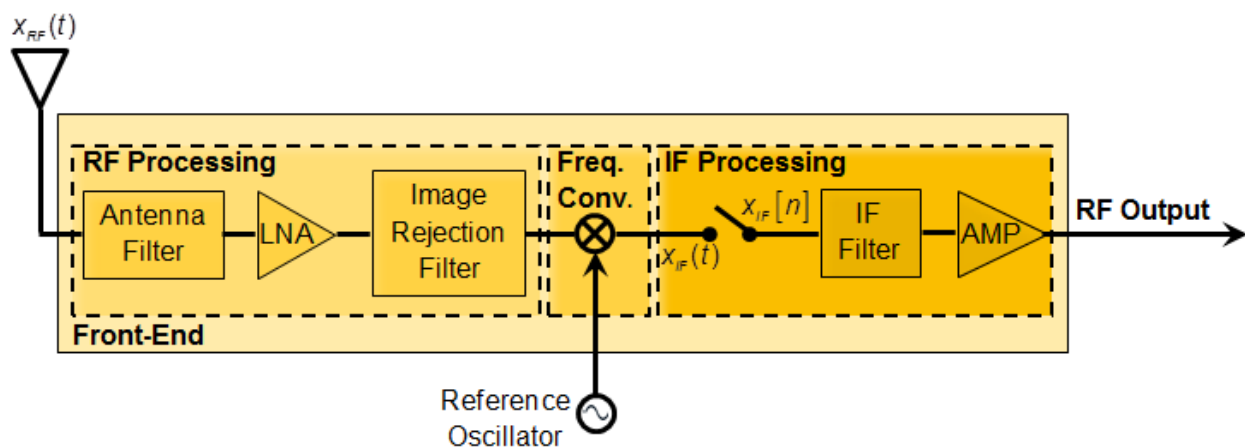 x_RF(t)
RF Processing
Antenna
Filter
LNA
Image
Rejection
Filter
Freq.
Conv.
IF Processing
x_IF(t)
x_IF[n]
IF
Filter
AMP
RF Output
Front-End
Reference
Oscillator